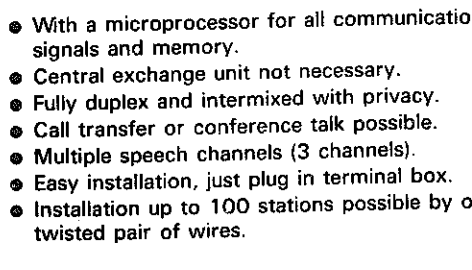 ● With a microprocessor for all communicatio
signals and memory.
● Central exchange unit not necessary.
● Fully duplex and intermixed with privacy.
● Call transfer or conference talk possible.
● Multiple speech channels (3 channels).
● Easy installation, just plug in terminal box.
● Installation up to 100 stations possible by o
twisted pair of wires.